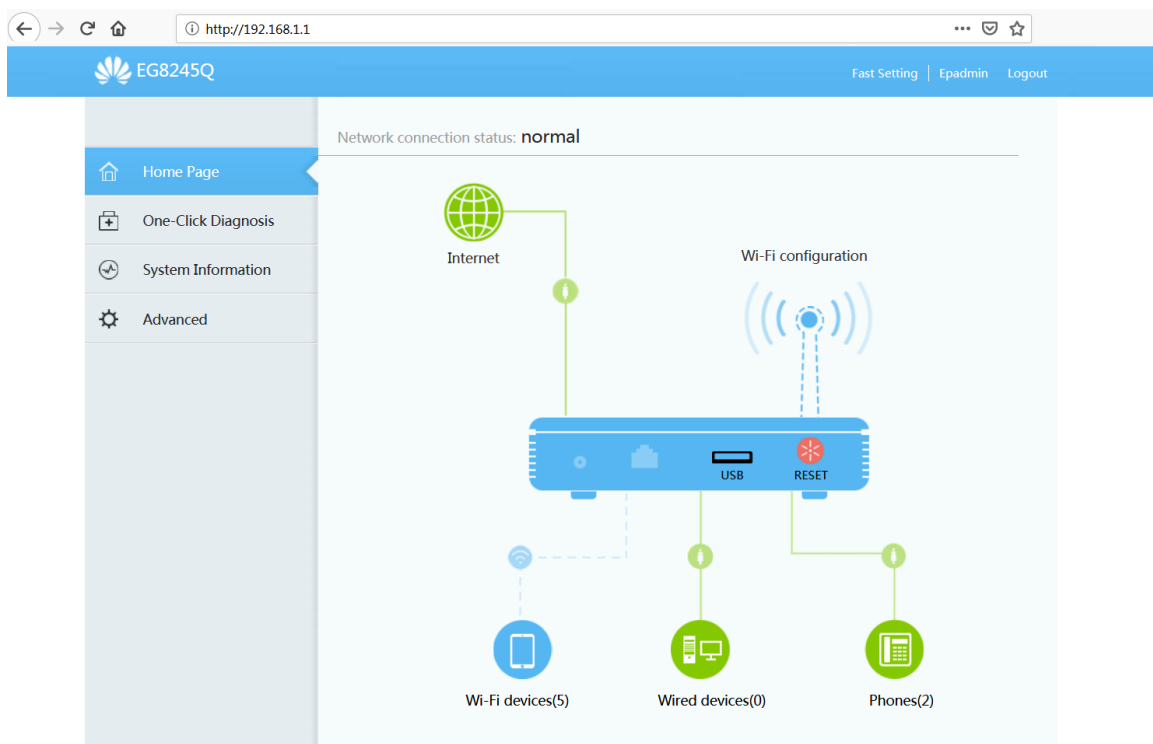 http://192.168.1.1
EG8245Q
Fast Setting Epadmin Logout
Network connection status: normal
Home Page
One-Click Diagnosis
System Information
Advanced
Internet
Wi-Fi configuration
USB
RESET
Wi-Fi devices(5)
Wired devices(0)
Phones(2)